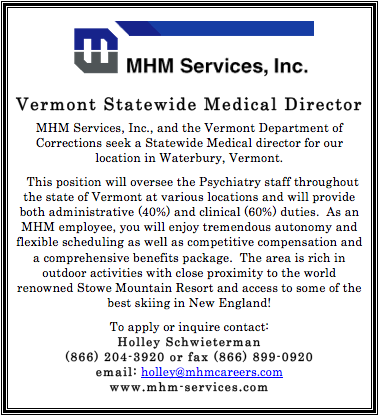 MHM Services, Inc.
Vermont Statewide Medical Director
MHM Services, Inc., and the Vermont Department of
Corrections seek a Statewide Medical director for our
location in Waterbury, Vermont.
This position will oversee the Psychiatry staff throughout
the state of Vermont at various locations and will provide
both administrative (40%) and clinical (60%) duties. As an
MHM employee, you will enjoy tremendous autonomy and
flexible scheduling as well as competitive compensation and
a comprehensive benefits package. The area is rich in
outdoor activities with close proximity to the world
renowned Stowe Mountain Resort and access to some of the
best skiing in New England!
To apply or inquire contact:
Holley Schwieterman
(866) 204-3920 or fax (866) 899-0920
email: holley@mhmcareers.com
www.mhm-services.com